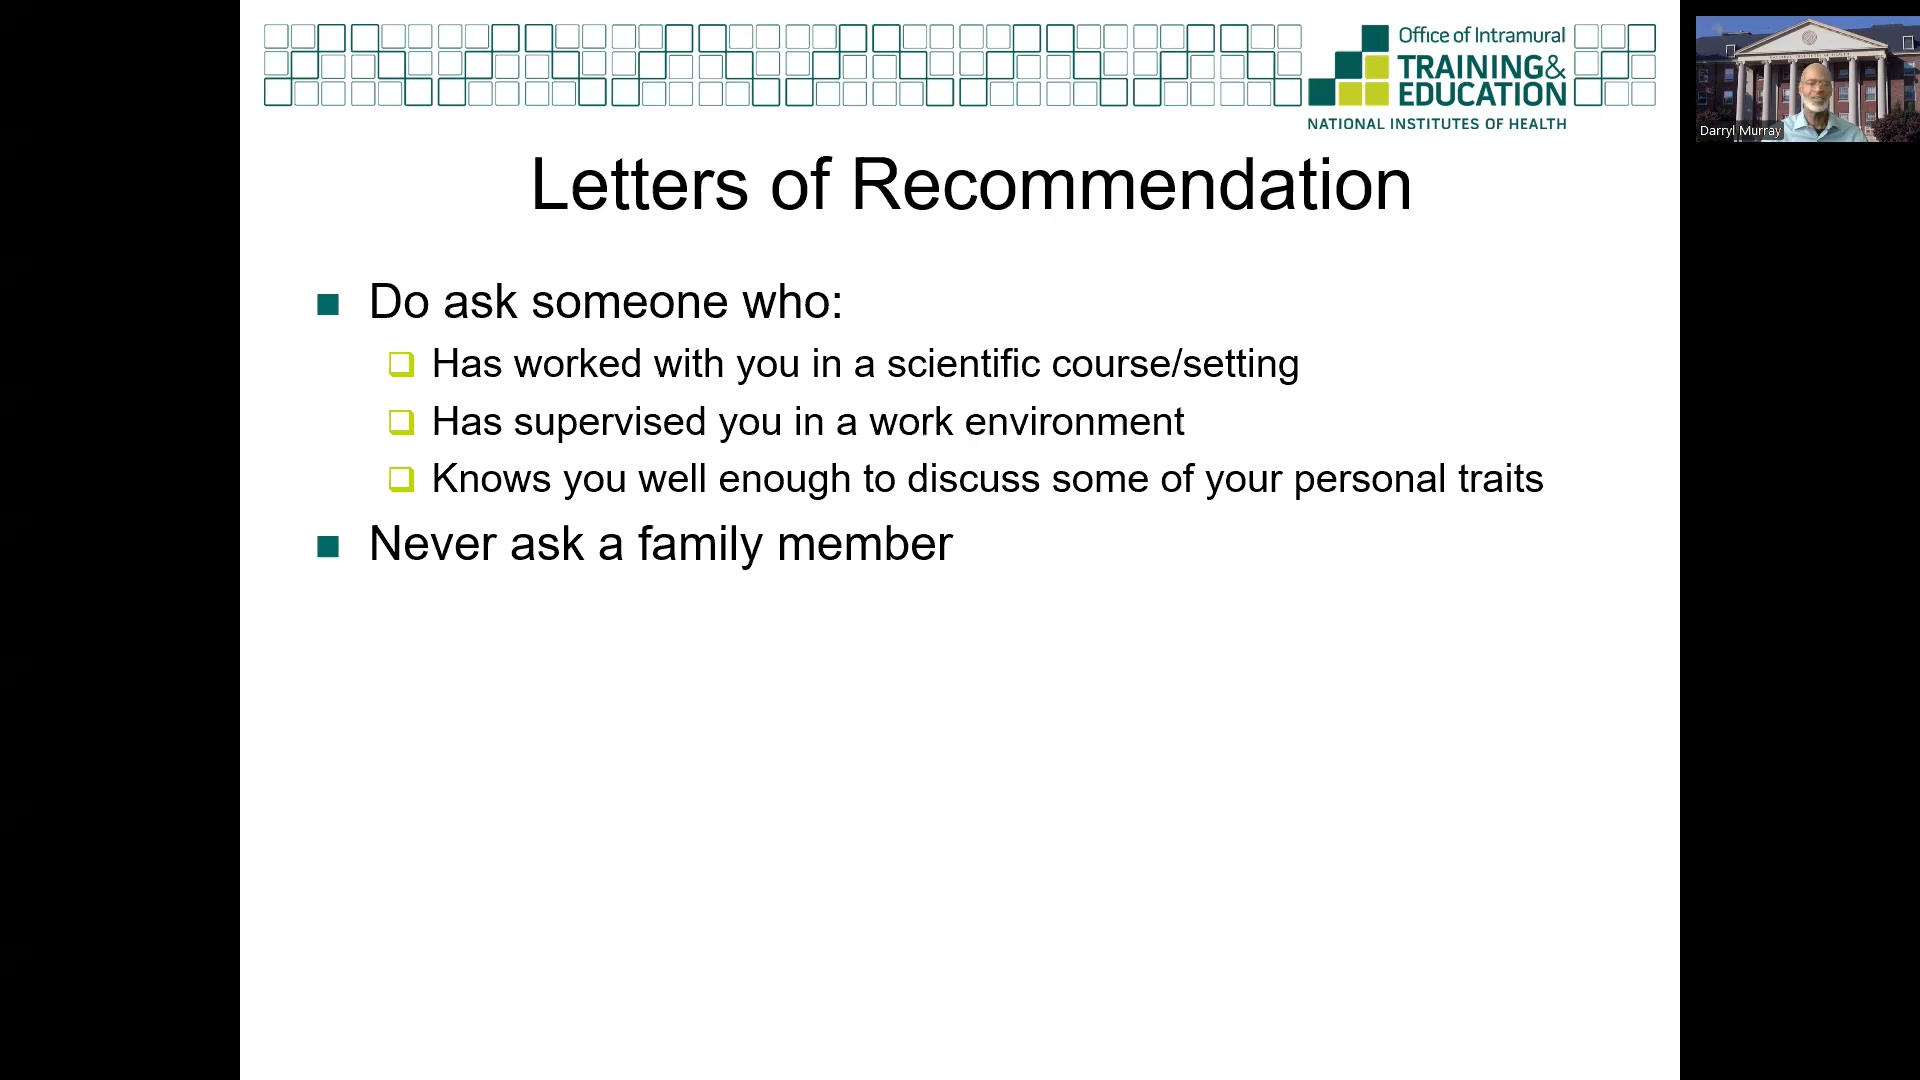 Office of Intramural
TRAINING&
EDUCATION
NATIONAL INSTITUTES OF HEALTH
Darryl Murray
Letters of Recommendation
Do ask someone who:
Has worked with you in a scientific course/setting
Has supervised you in a work environment
Knows you well enough to discuss some of your personal traits
Never ask a family member